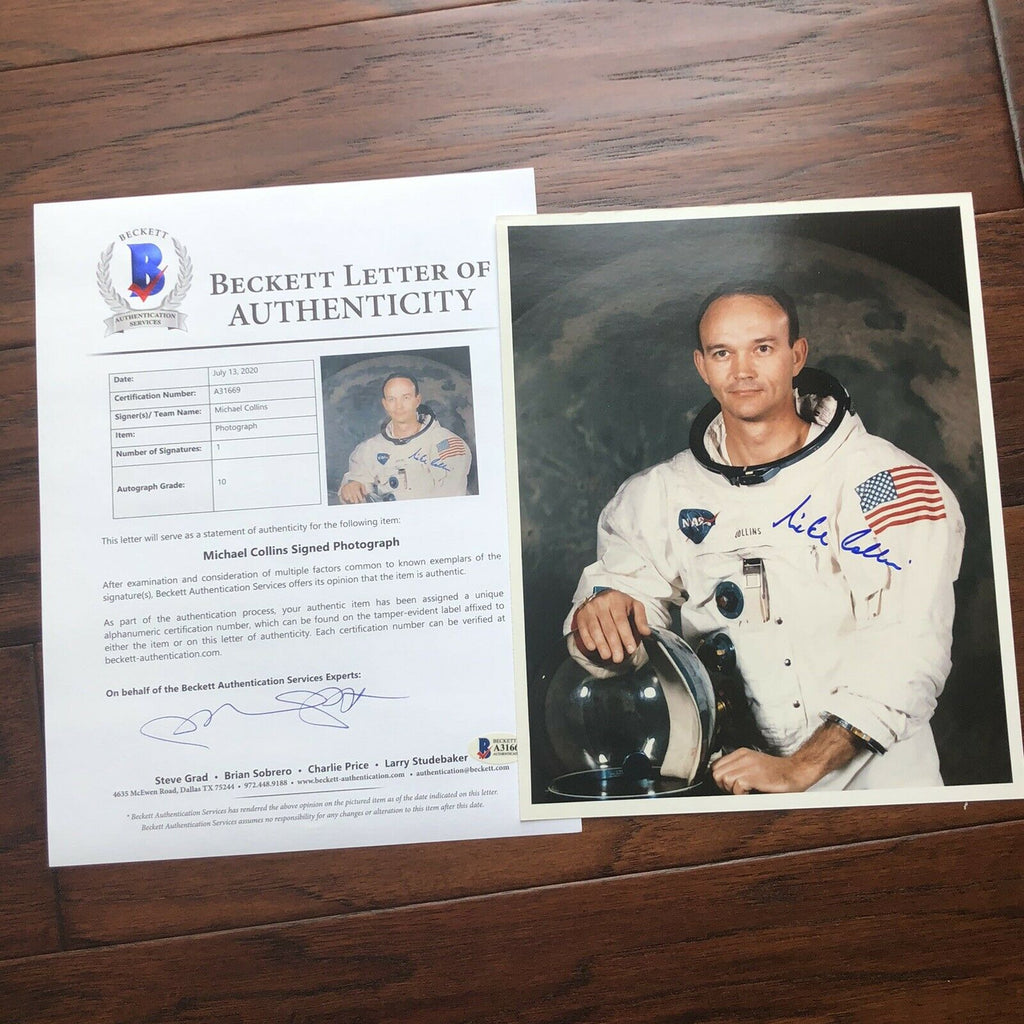 BECKETT
B
AUTHENTICATION
SERVICES
BECKETT LETTER OF
AUTHENTICITY
Date: July 13, 2020
Certification Number: A31669
Signer(s)/ Team Name: Michael Collins
Item: Photograph
Number of Signatures: 1
Autograph Grade: 10
This letter will serve as a statement of authenticity for the following item:
Michael Collins Signed Photograph
After examination and consideration of multiple factors common to known exemplars of the
signature(s), Beckett Authentication Services offers its opinion that the item is authentic.
As part of the authentication process, your authentic item has been assigned a unique
alphanumeric certification number, which can be found on the tamper-evident label affixed to
either the item or on this letter of authenticity. Each certification number can be verified at
beckett-authentication.com.
On behalf of the Beckett Authentication Services Experts:
BECKETT
A3166
Steve Grad • Brian Sobrero • Charlie Price • Larry Studebaker
4635 McEwen Road, Dallas TX 75244 • 972.448.9188 • www.beckett-authentication.com • authentication@beckett.com
* Beckett Authentication Services has rendered the above opinion on the pictured item as of the date indicated on this letter.
Beckett Authentication Services assumes no responsibility for any changes or alteration to this item after this date.
NASA
COLLINS
Mike Collins